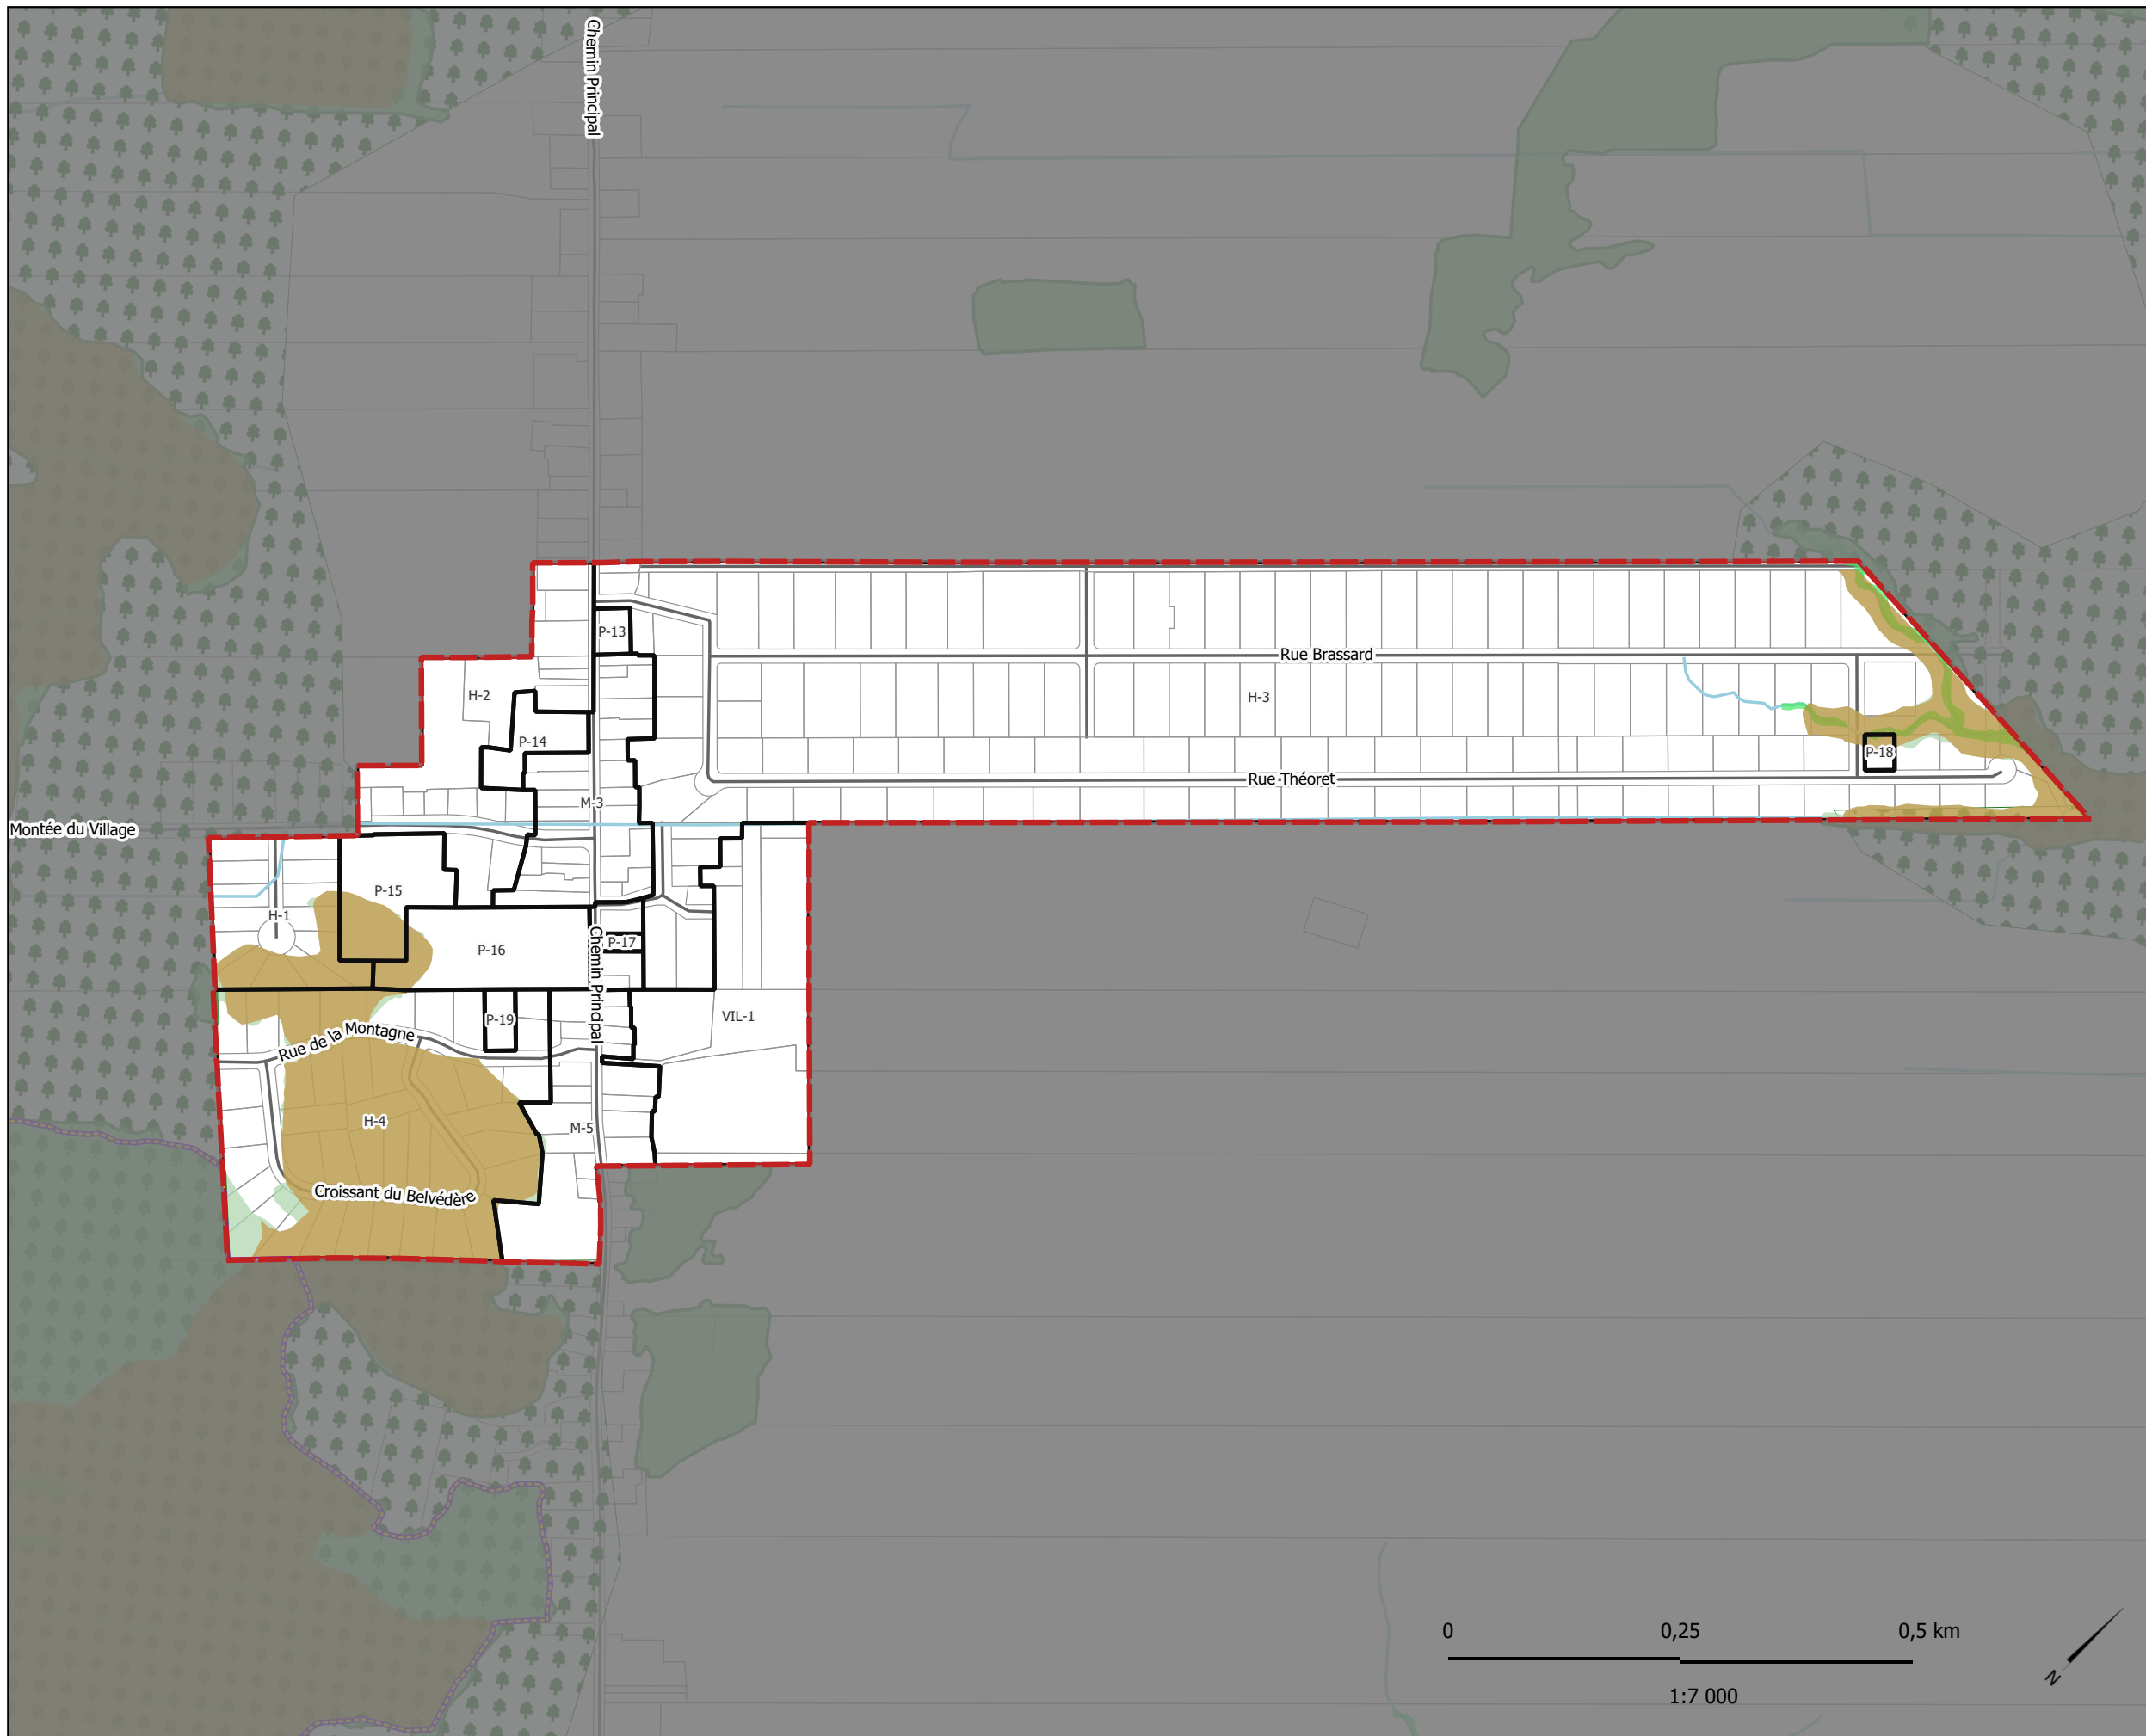 Chemin Principal
P-13
Rue Brassard
H-2
H-3
P-14
P-18
Rue Théoret
M-3
Montée du Village
P-15
H-1
P-17
P-16
Chemin Principal
VIL-1
P-19
Rue de la Montagne
H-4
M-5
Croissant du Belvédère
0 0,25 0,5 km
1:7 000
N